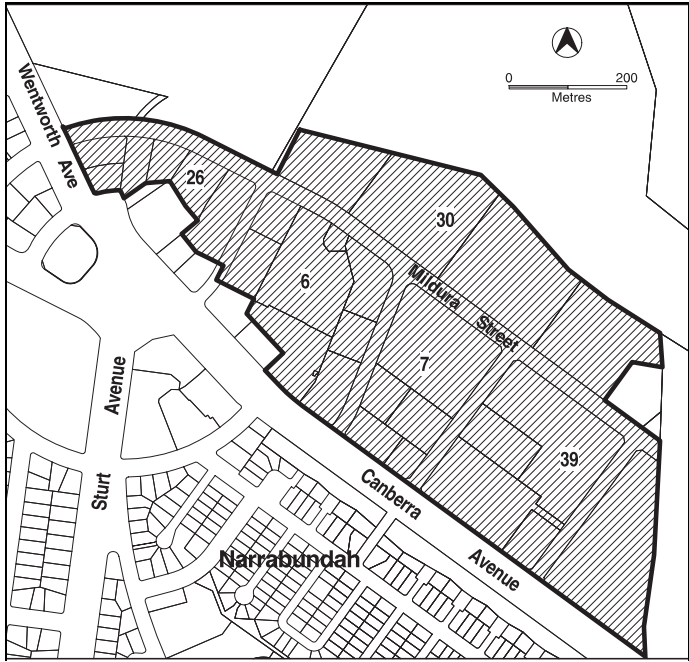 Wentworth Ave
0 200
Metres
26
30
6
Mildura Street
7
Avenue
39
Sturt
Canberra
Avenue
Narrabundah